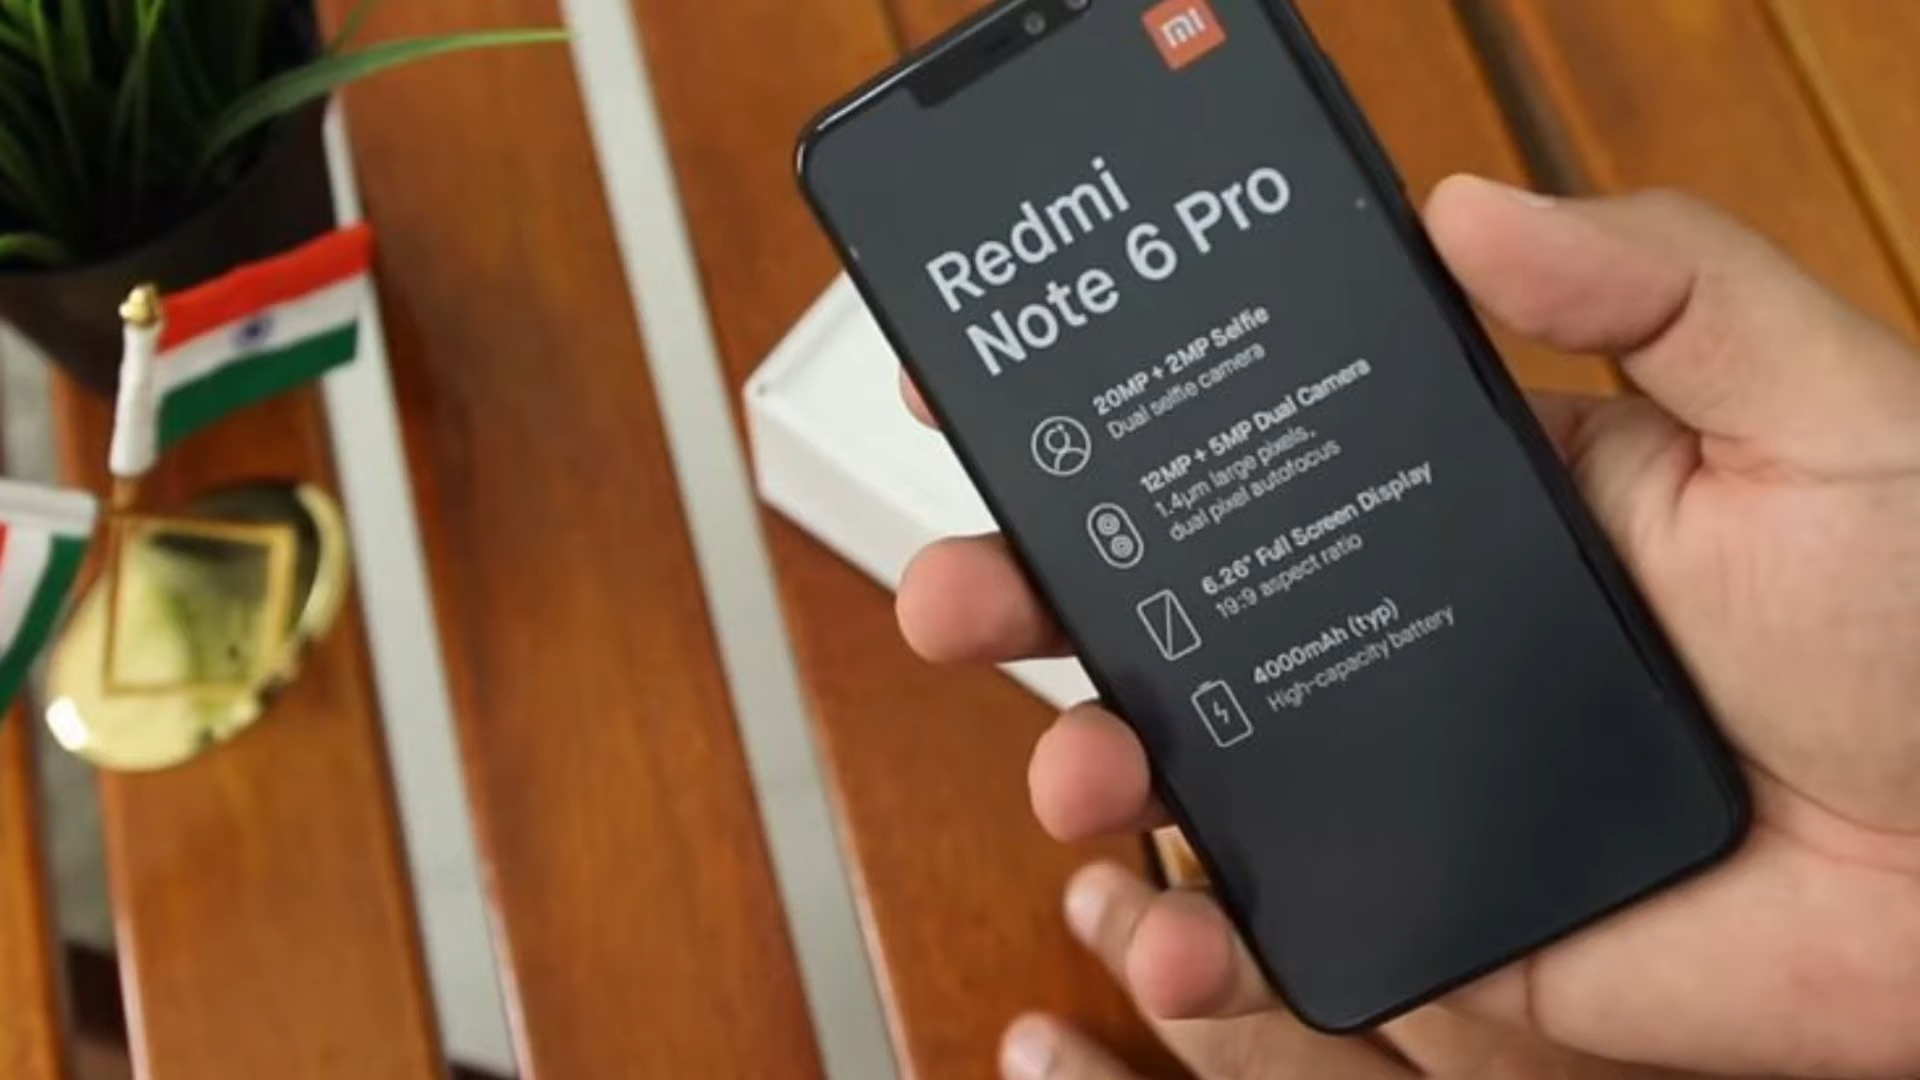 mi
Redmi
Note 6 Pro
20MP + 2MP Selfie
Dual selfie camera
12MP + 5MP Dual Camera
1.4μm large pixels,
dual pixel autofocus
6.26" Full Screen Display
19:9 aspect ratio
4000mAh (typ)
High-capacity battery